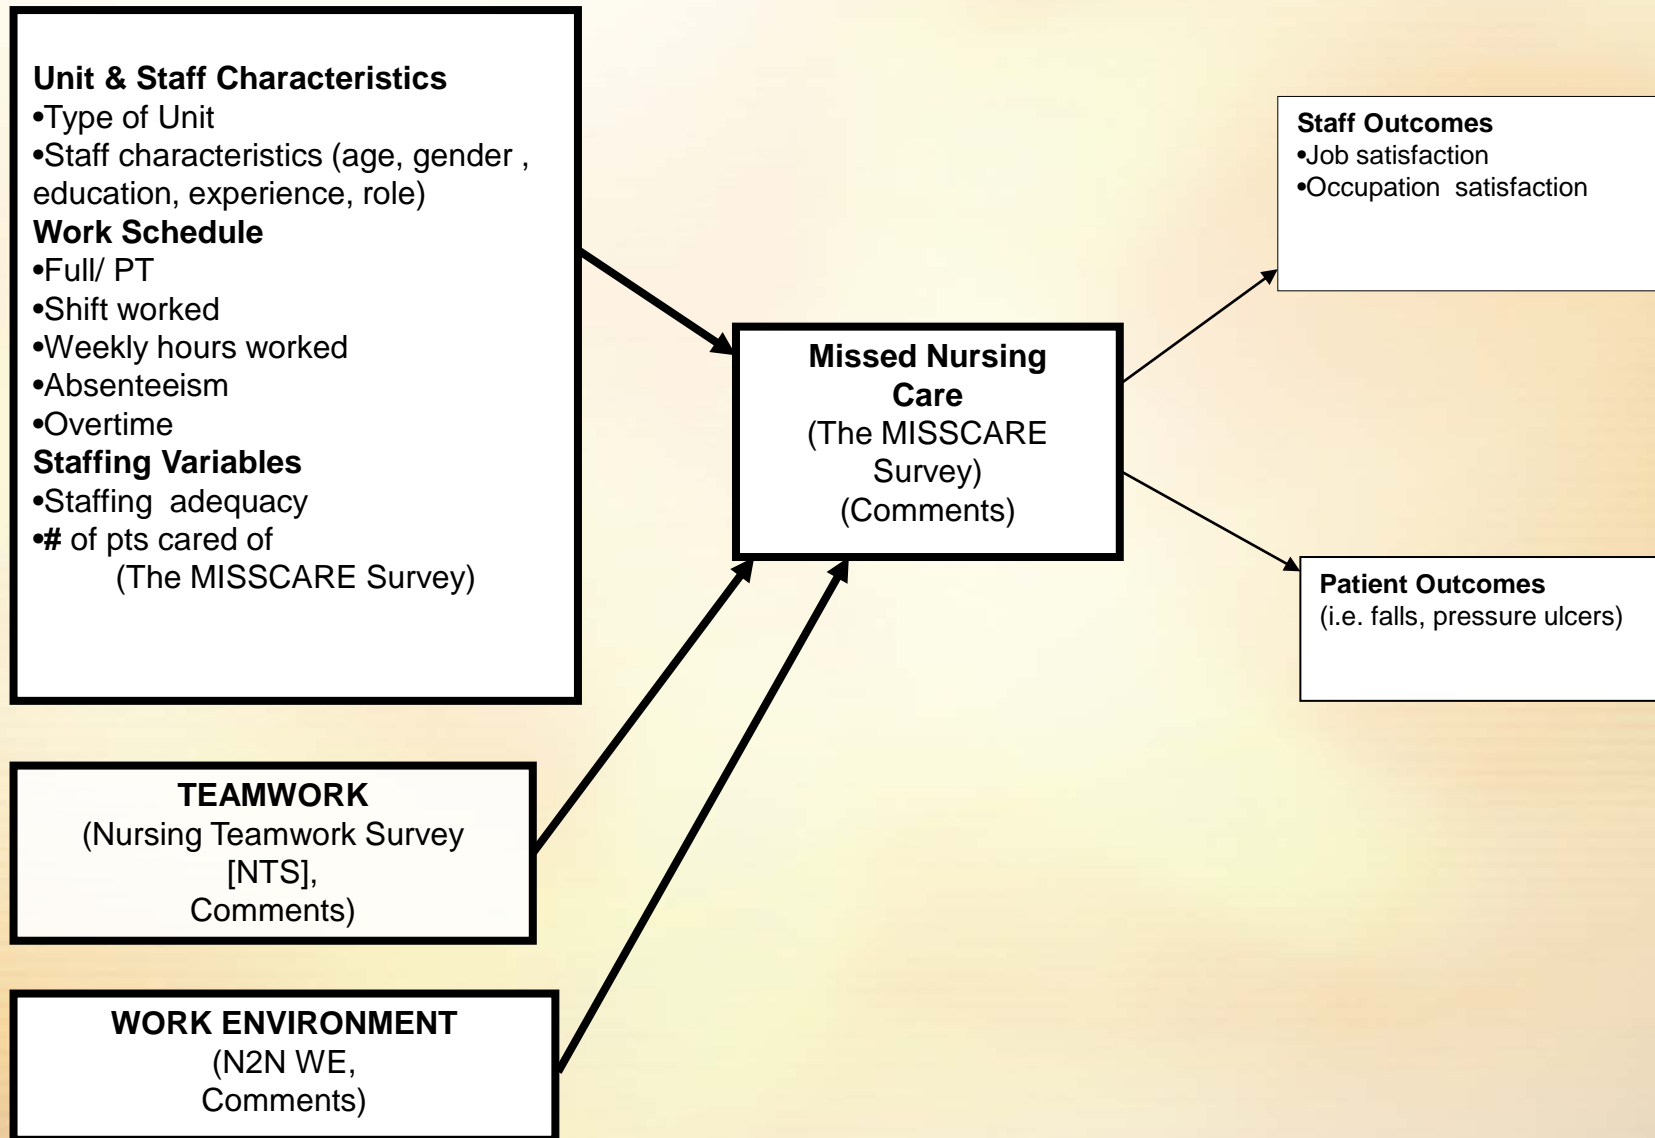 Unit & Staff Characteristics
•Type of Unit
•Staff characteristics (age, gender ,
education, experience, role)
Work Schedule
•Full/ PT
•Shift worked
•Weekly hours worked
•Absenteeism
•Overtime
Staffing Variables
•Staffing  adequacy
•# of pts cared of
(The MISSCARE Survey)
TEAMWORK
(Nursing Teamwork Survey
[NTS],
Comments)
WORK ENVIRONMENT
(N2N WE,
Comments)
Missed Nursing
Care
(The MISSCARE
Survey)
(Comments)
Staff Outcomes
•Job satisfaction
•Occupation  satisfaction
Patient Outcomes
(i.e. falls, pressure ulcers)